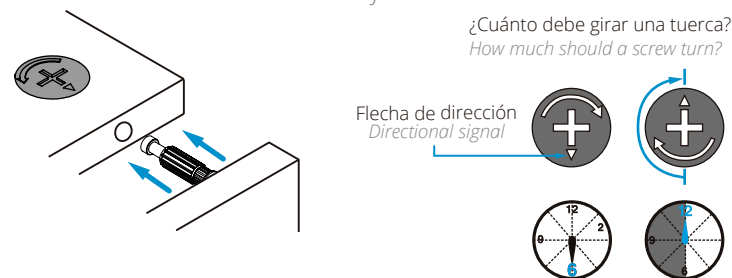 ¿Cuánto debe girar una tuerca?
How much should a screw turn?
Flecha de dirección
Directional signal
12
2
9
6
12
9
6